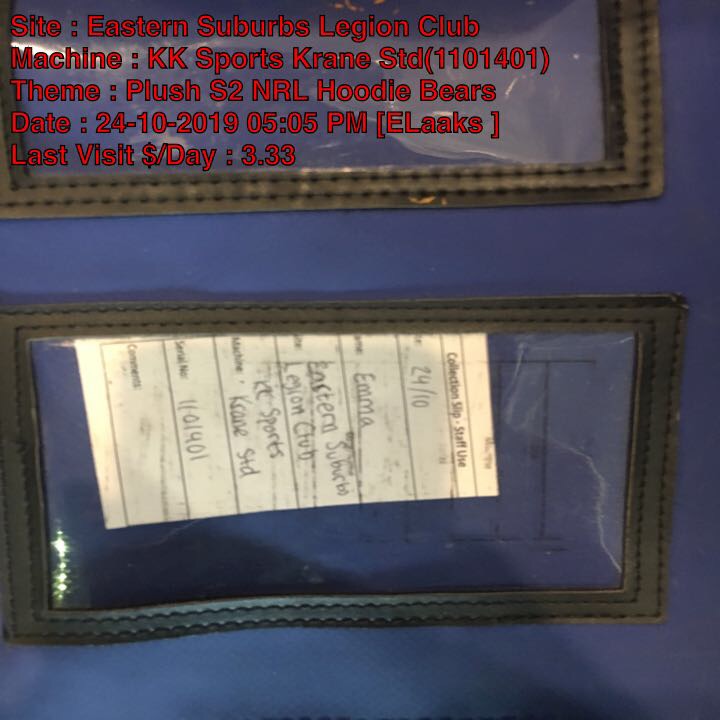 Site : Eastern Suburbs Legion Club
Machine : KK Sports Krane Std(1101401)
Theme : Plush S2 NRL Hoodie Bears
Date : 24-10-2019 05:05 PM [ELaaks ]
Last Visit $/Day : 3.33
Collection Slip - Staff Use
24/10
Emma
Eastern Suburbs
Legion Club
Machine: KK Sports
Krane Std
Serial No: 1101401
Comments: